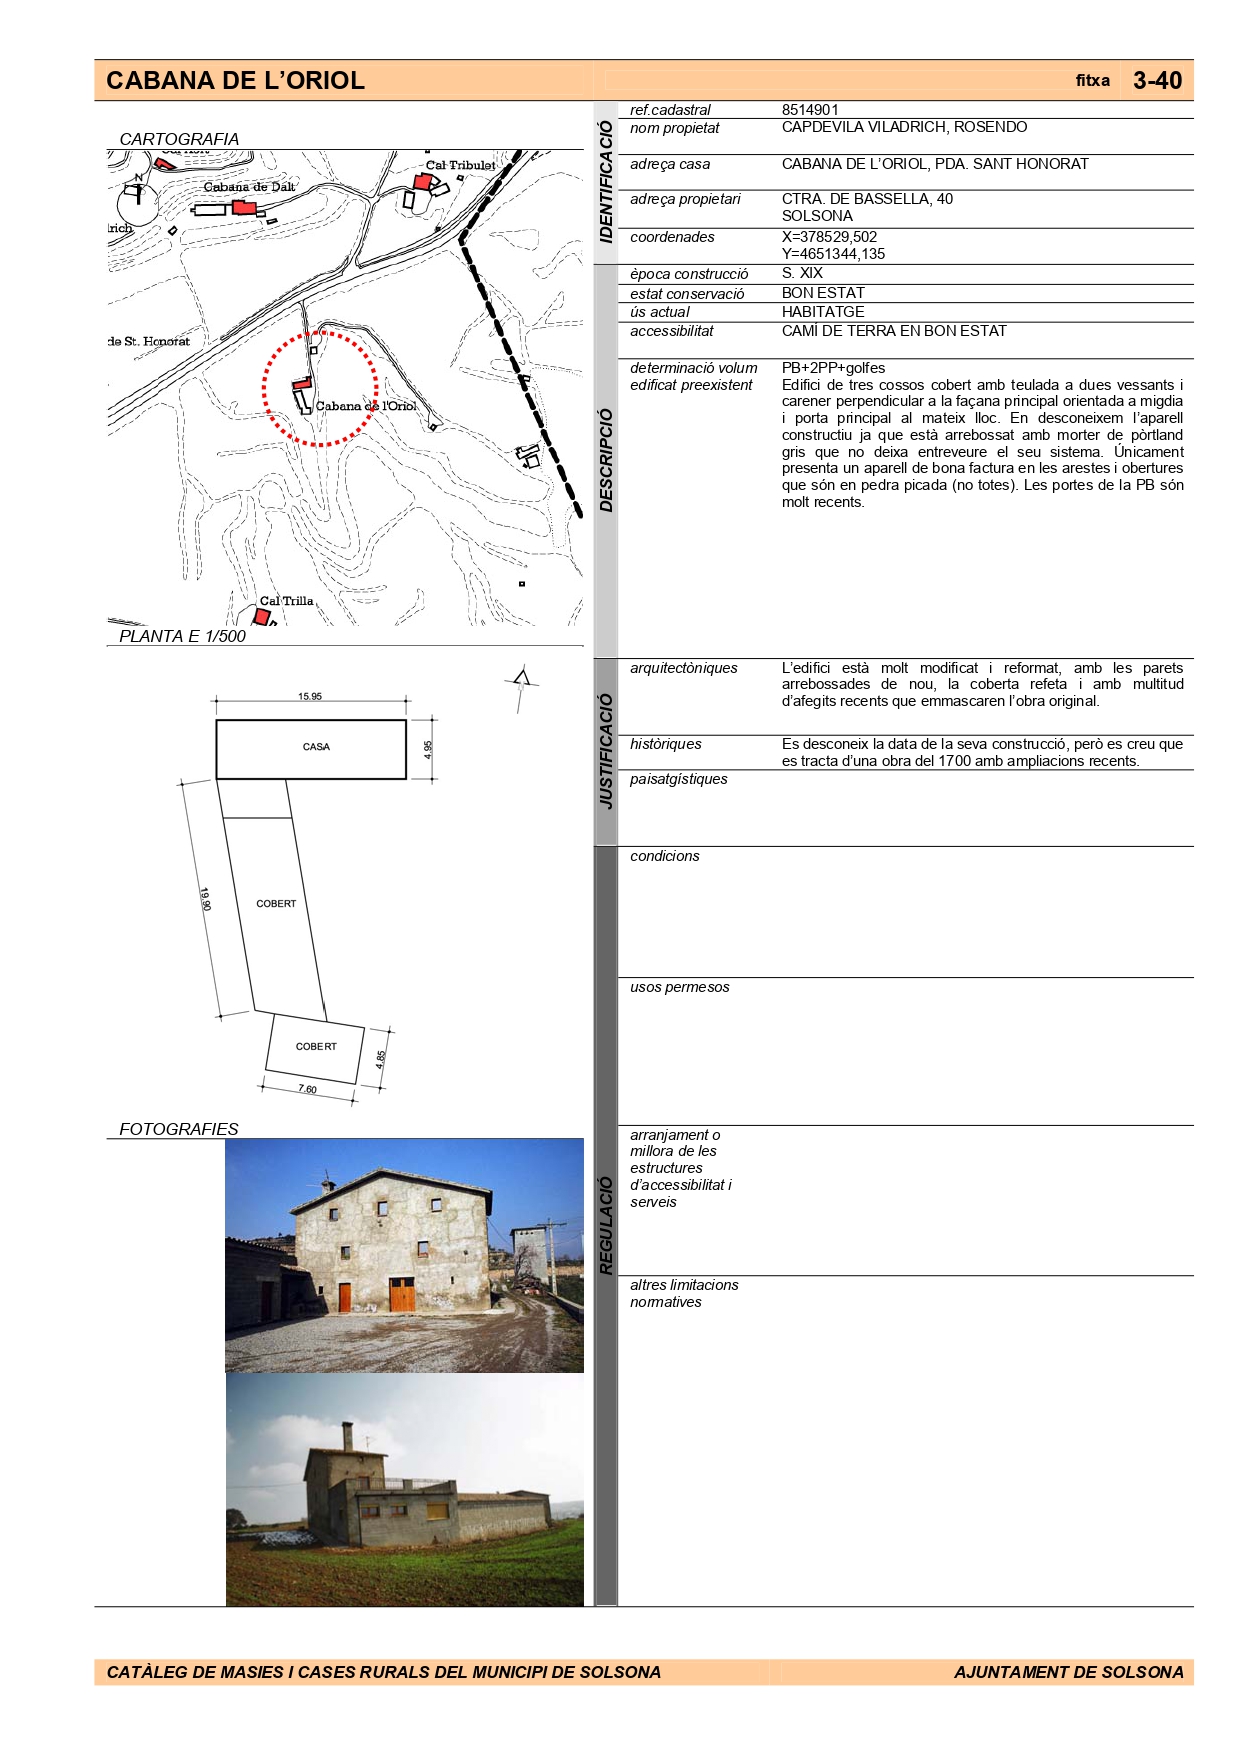 CABANA DE L’ORIOL
fitxa 3-40
CARTOGRAFIA
Cal Tribulet
N
Cabana de Dalt
lrich
de St. Honorat
Cabana de l'Oriol
Cal Trilla
PLANTA E 1/500
15.95
CASA
4.95
19.90
COBERT
COBERT
4.85
7.60
FOTOGRAFIES
IDENTIFICACIÓ
ref.cadastral 8514901
nom propietat CAPDEVILA VILADRICH, ROSENDO
adreça casa CABANA DE L’ORIOL, PDA. SANT HONORAT
adreça propietari CTRA. DE BASSELLA, 40
SOLSONA
coordenades X=378529,502
Y=4651344,135
DESCRIPCIÓ
època construcció S. XIX
estat conservació BON ESTAT
ús actual HABITATGE
accessibilitat CAMÍ DE TERRA EN BON ESTAT
determinació volum PB+2PP+golfes
edificat preexistent Edifici de tres cossos cobert amb teulada a dues vessants i
carener perpendicular a la façana principal orientada a migdia
i porta principal al mateix lloc. En desconeixem l’aparell
constructiu ja que està arrebossat amb morter de pòrtland
gris que no deixa entreveure el seu sistema. Únicament
presenta un aparell de bona factura en les arestes i obertures
que són en pedra picada (no totes). Les portes de la PB són
molt recents.
JUSTIFICACIÓ
arquitectòniques L’edifici està molt modificat i reformat, amb les parets
arrebossades de nou, la coberta refeta i amb multitud
d’afegits recents que emmascaren l’obra original.
històriques Es desconeix la data de la seva construcció, però es creu que
es tracta d’una obra del 1700 amb ampliacions recents.
paisatgístiques
REGULACIÓ
condicions
usos permesos
arranjament o
millora de les
estructures
d’accessibilitat i
serveis
altres limitacions
normatives
CATÀLEG DE MASIES I CASES RURALS DEL MUNICIPI DE SOLSONA
AJUNTAMENT DE SOLSONA